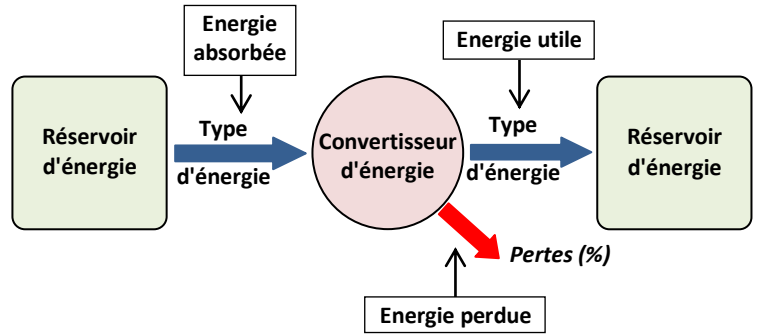 Energie
absorbée
Energie utile
Réservoir
d'énergie
Type
d'énergie
Convertisseur
d'énergie
Type
d'énergie
Réservoir
d'énergie
Pertes (%)
Energie perdue